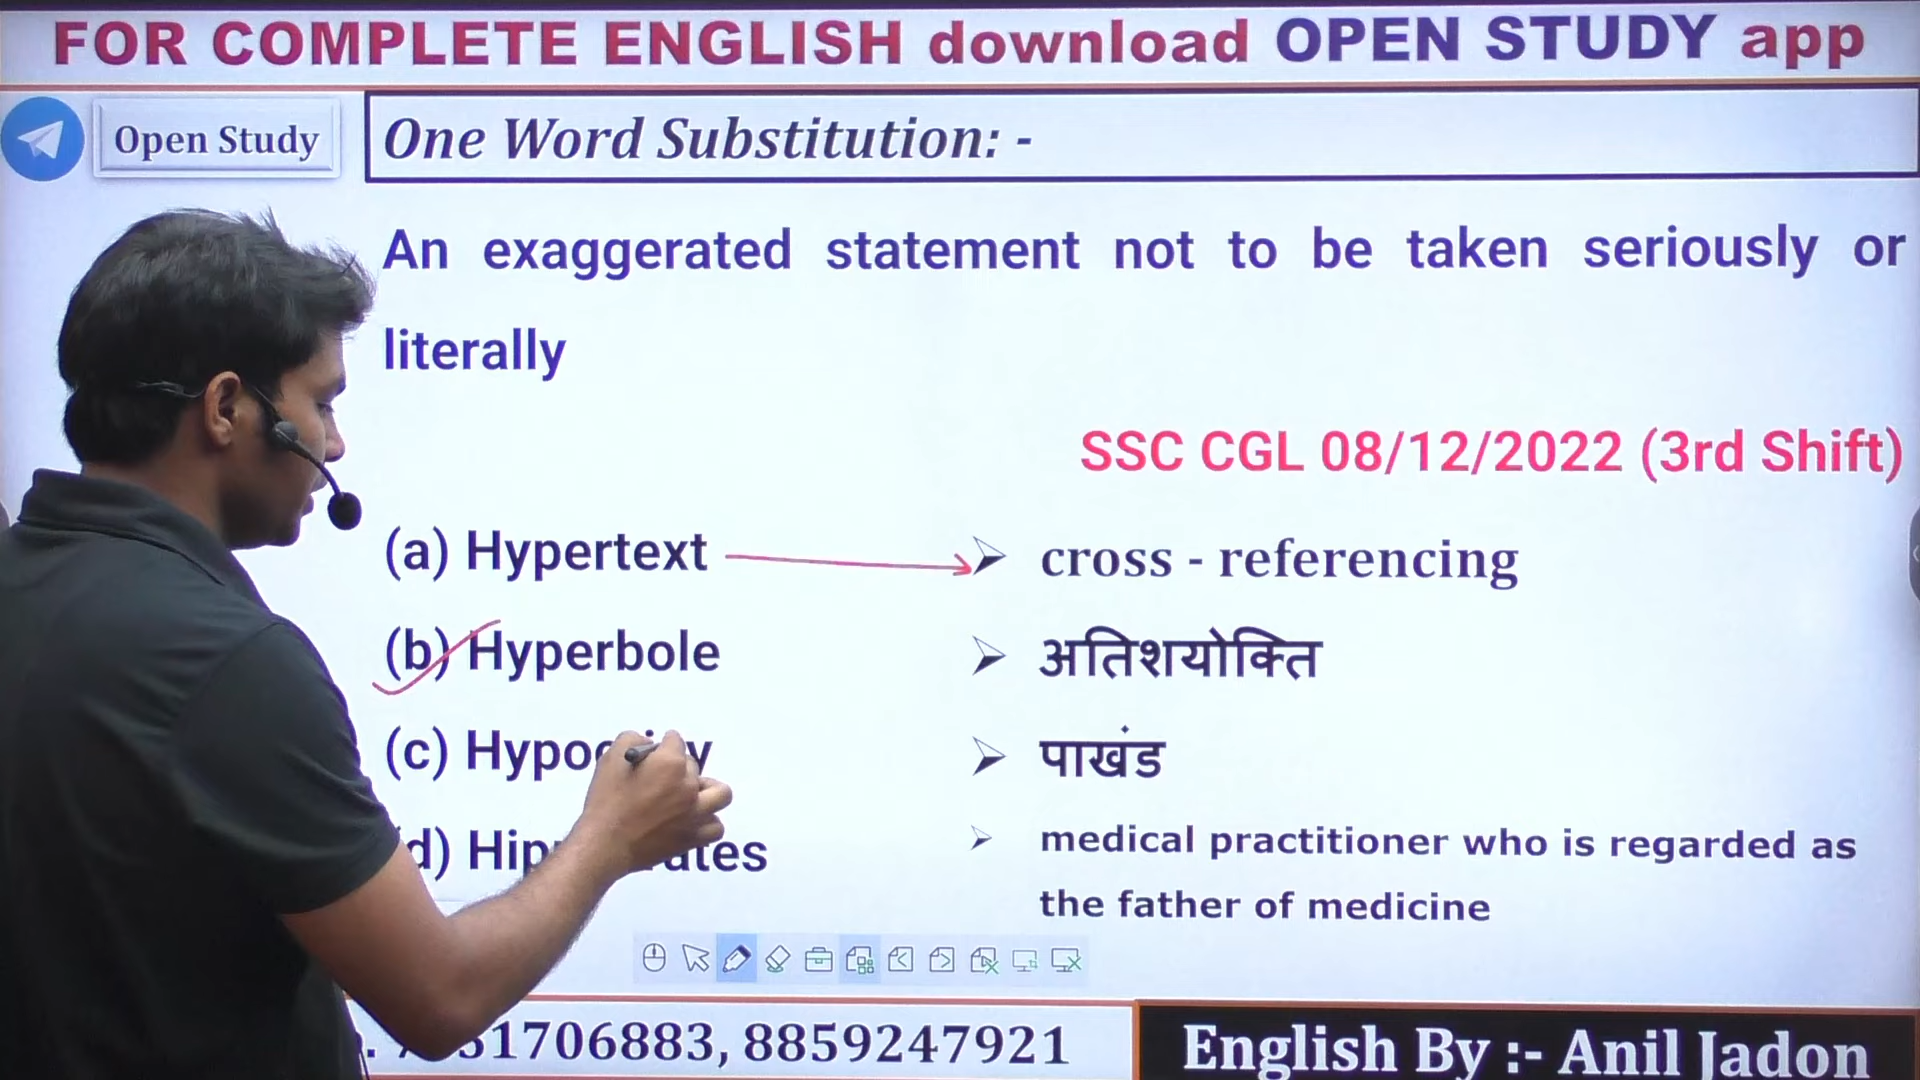 FOR COMPLETE ENGLISH download OPEN STUDY app
Open Study
One Word Substitution: -
An exaggerated statement not to be taken seriously or
literally
SSC CGL 08/12/2022 (3rd Shift)
(a) Hypertext
cross - referencing
(b) Hyperbole
अतिशयोक्ति
(c)
पाखंड
(d)
medical practitioner who is regarded as
the father of medicine
8859247921
English By :- Anil Jadon